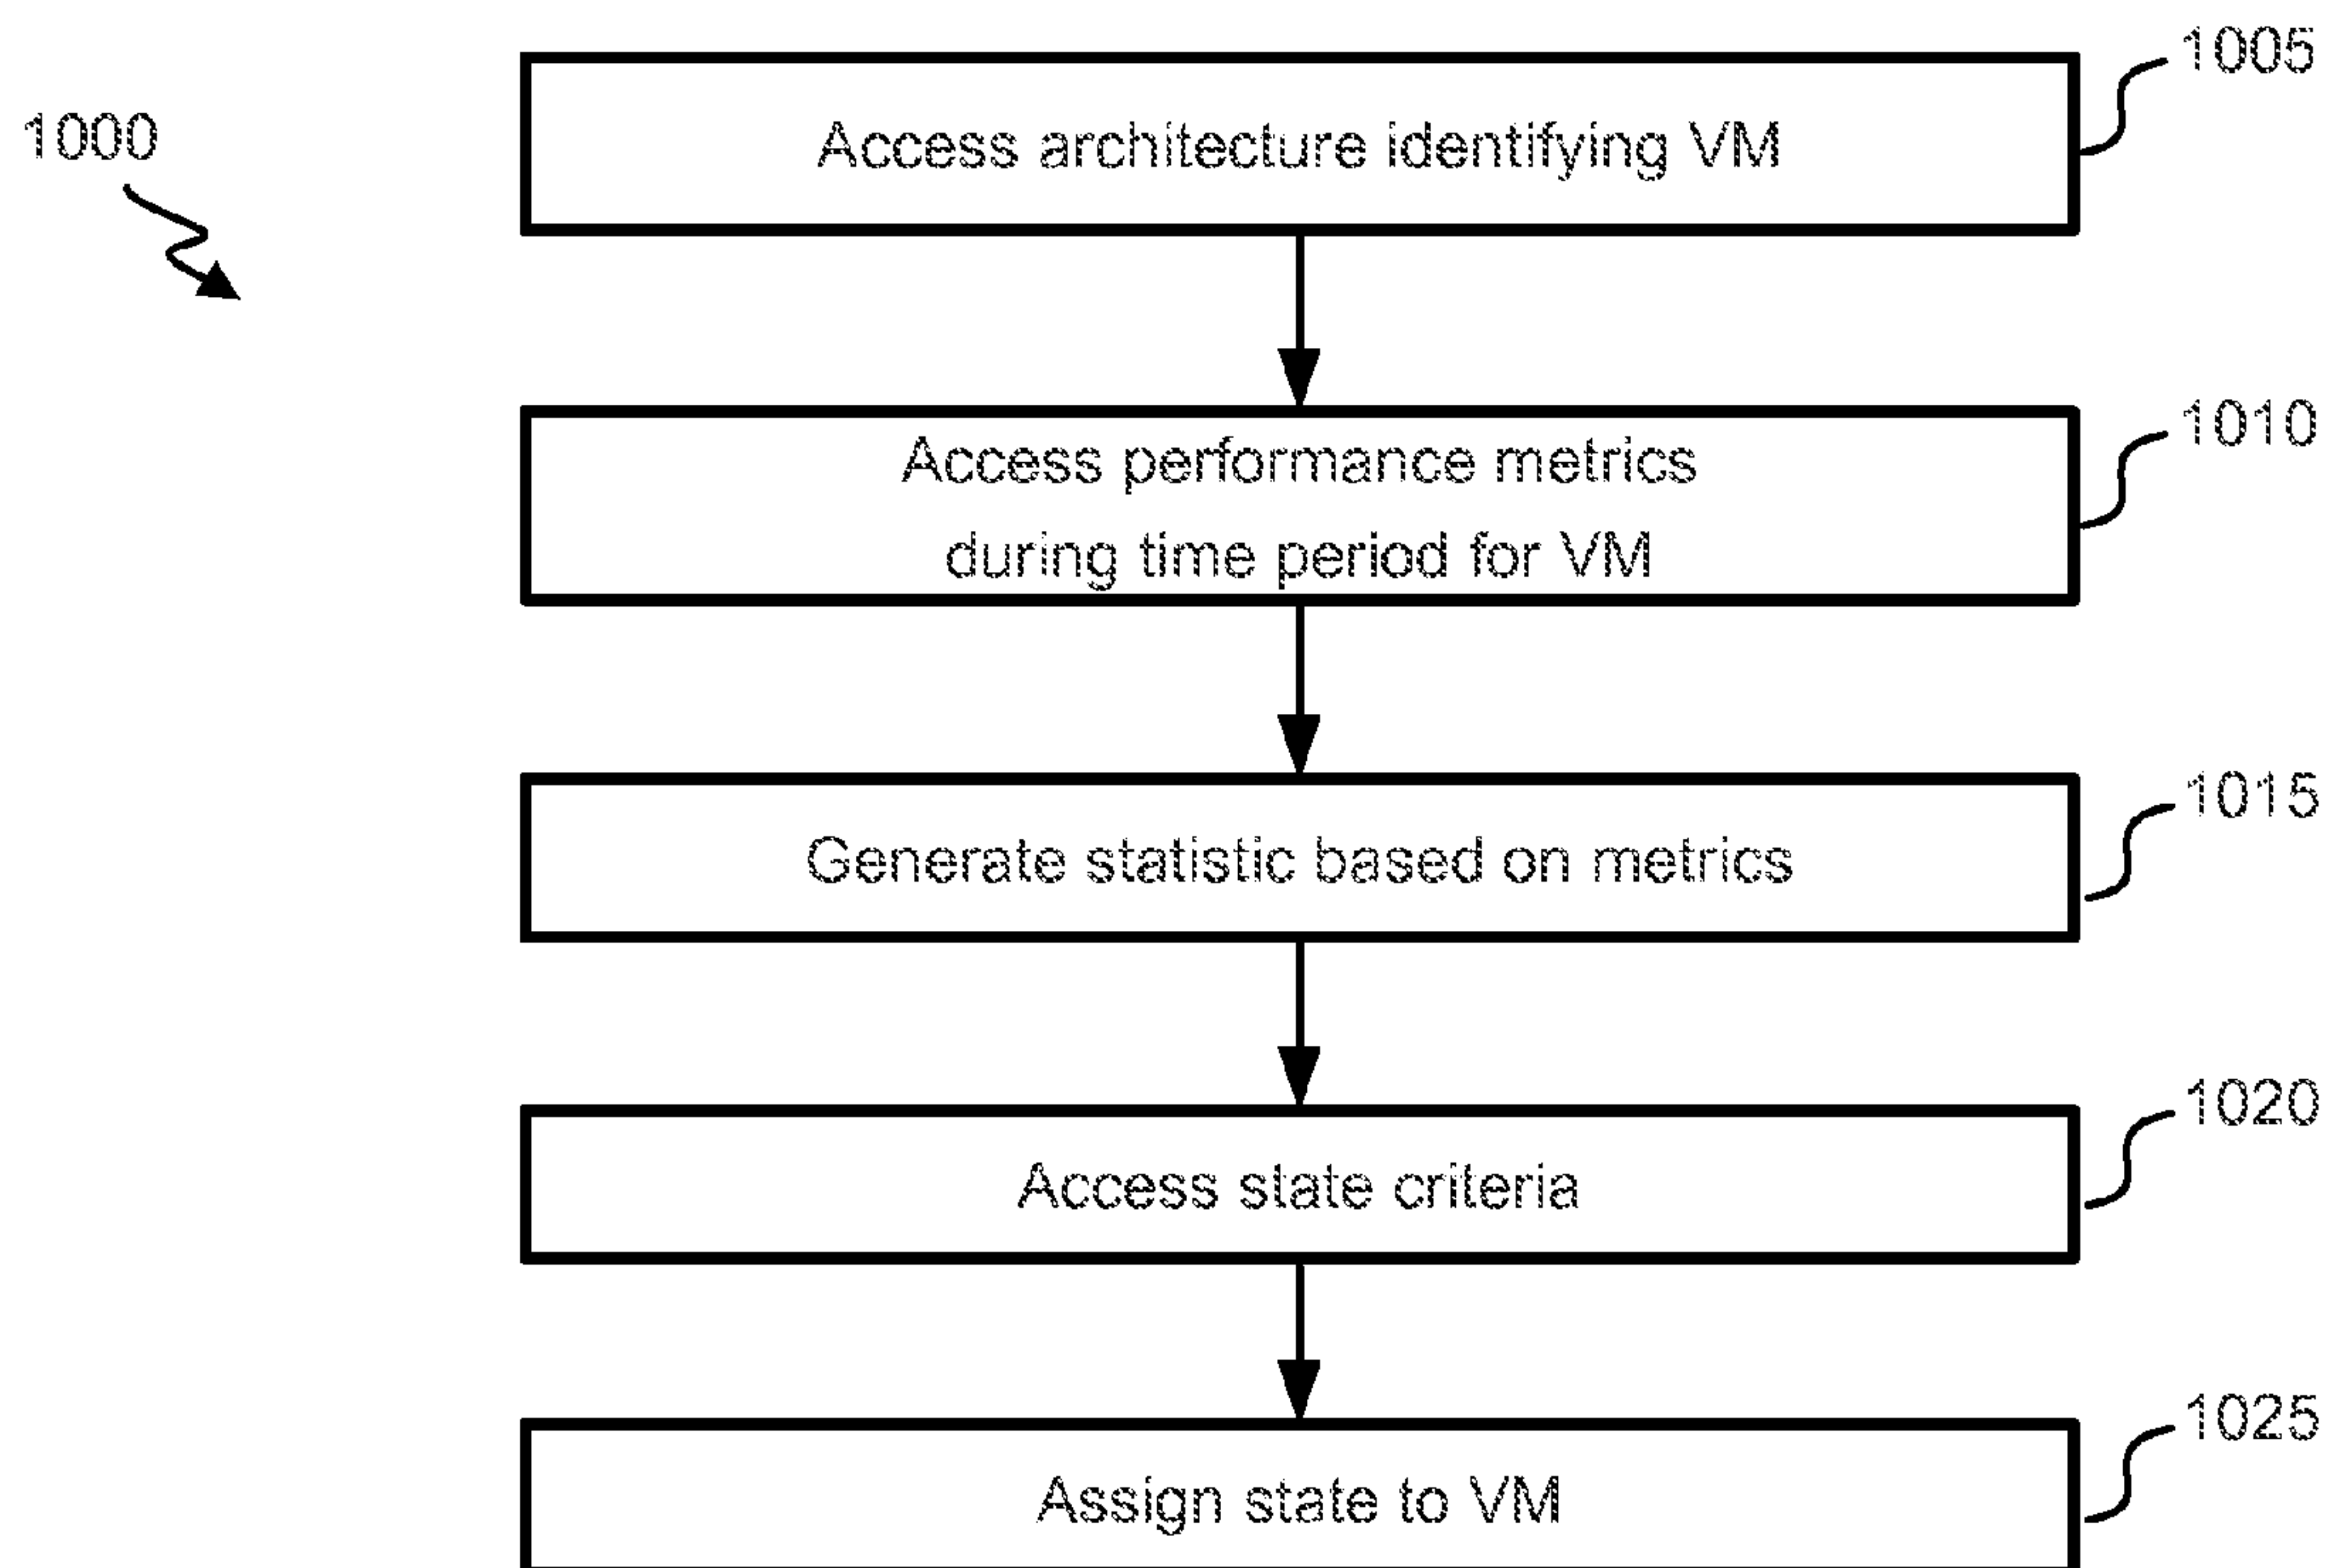 1005
1000
Access architecture identifying VM
1010
Access performance metrics
during time period for VM
1015
Generate statistic based on metrics
1020
Access state criteria
1025
Assign state to VM